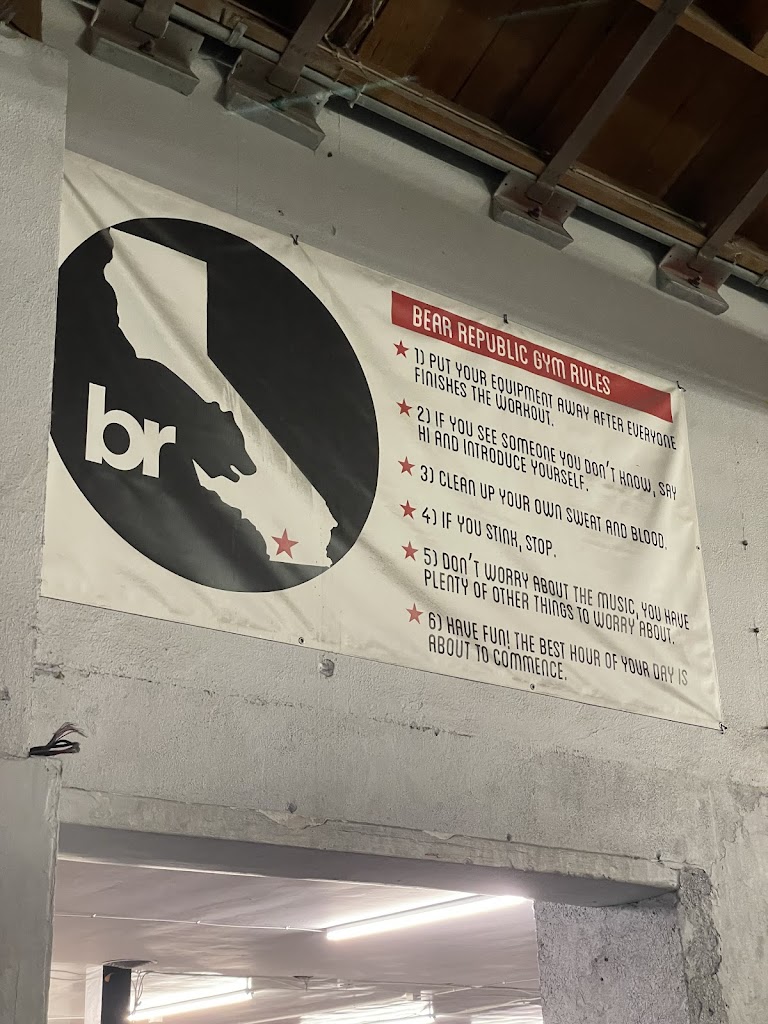 br
BEAR REPUBLIC GYM RULES
1) PUT YOUR EQUIPMENT AWAY AFTER EVERYONE
FINISHES THE WORKOUT.
2) IF YOU SEE SOMEONE YOU DON'T KNOW, SAY
HI AND INTRODUCE YOURSELF.
3) CLEAN UP YOUR OWN SWEAT AND BLOOD.
4) IF YOU STINK, STOP.
5) DON'T WORRY ABOUT THE MUSIC, YOU HAVE
PLENTY OF OTHER THINGS TO WORRY ABOUT.
6) HAVE FUN! THE BEST HOUR OF YOUR DAY IS
ABOUT TO COMMENCE.